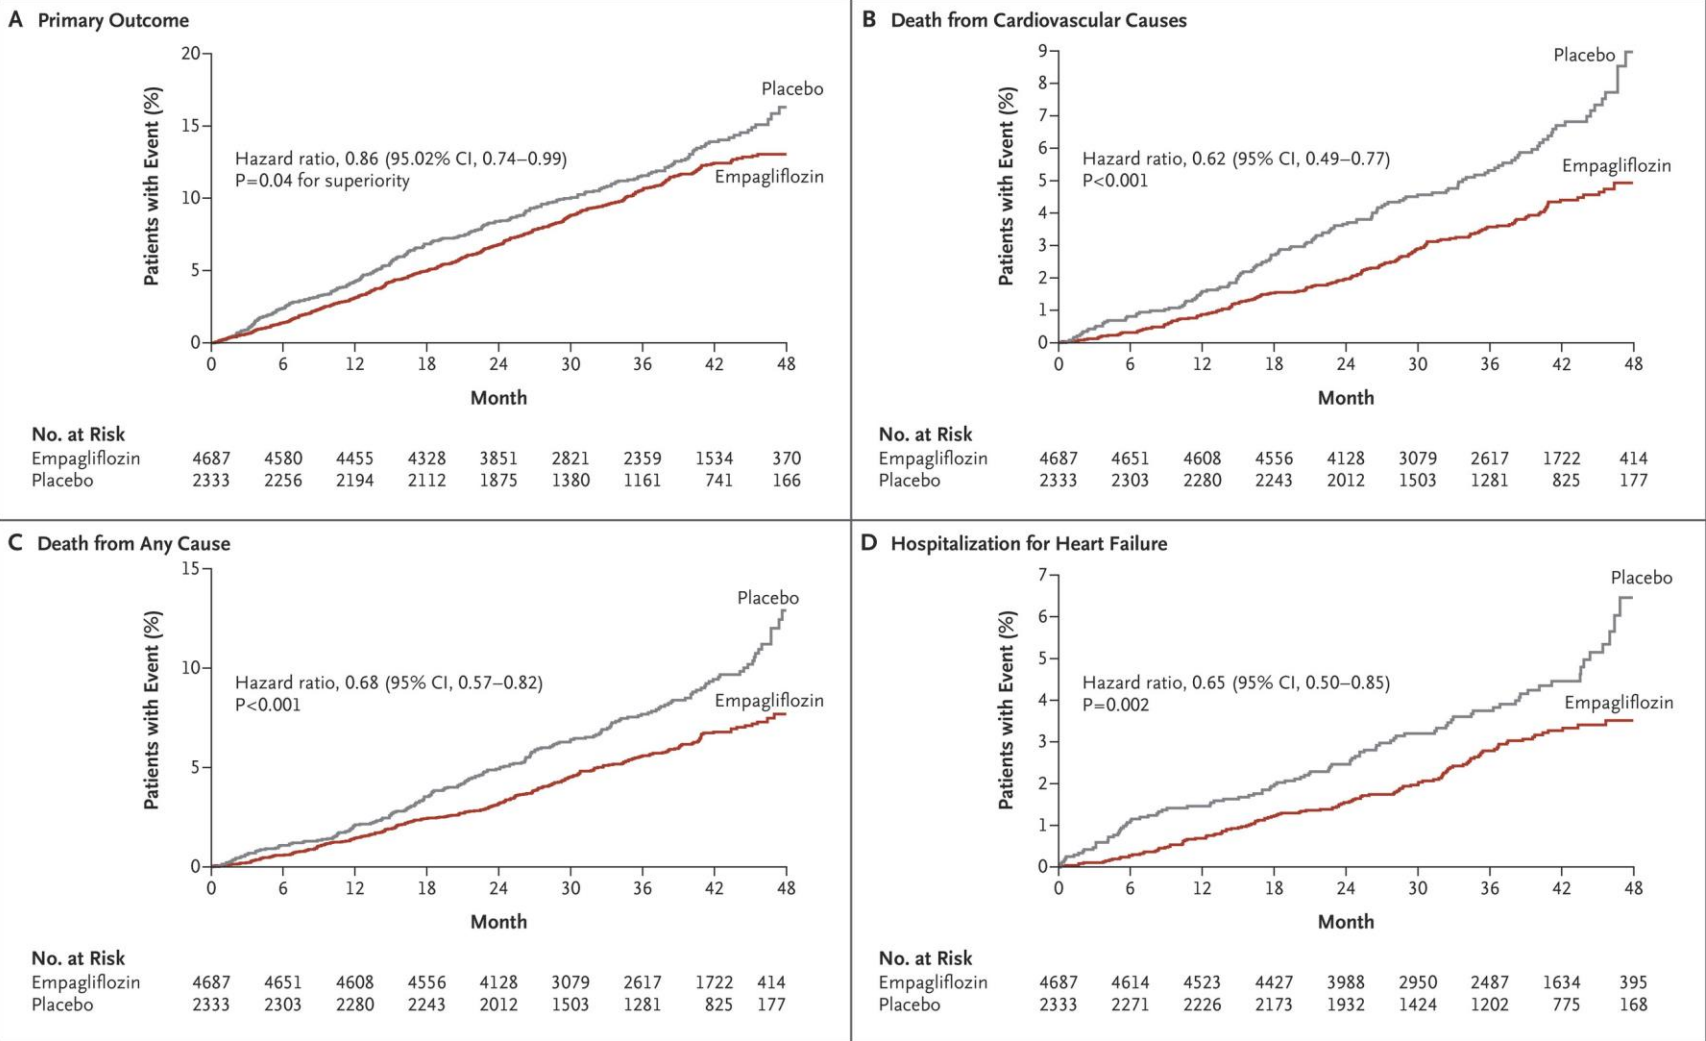 A Primary Outcome
20
15
10
5
0
Patients with Event (%)
Placebo
Hazard ratio, 0.86 (95.02% CI, 0.74–0.99)
P=0.04 for superiority
Empagliflozin
0 6 12 18 24 30 36 42 48
Month
No. at Risk
Empagliflozin 4687 4580 4455 4328 3851 2821 2359 1534 370
Placebo 2333 2256 2194 2112 1875 1380 1161 741 166
B Death from Cardiovascular Causes
9
8
7
6
5
4
3
2
1
0
Patients with Event (%)
Placebo
Hazard ratio, 0.62 (95% CI, 0.49–0.77)
P<0.001
Empagliflozin
0 6 12 18 24 30 36 42 48
Month
No. at Risk
Empagliflozin 4687 4651 4608 4556 4128 3079 2617 1722 414
Placebo 2333 2303 2280 2243 2012 1503 1281 825 177
C Death from Any Cause
15
10
5
0
Patients with Event (%)
Placebo
Hazard ratio, 0.68 (95% CI, 0.57–0.82)
P<0.001
Empagliflozin
0 6 12 18 24 30 36 42 48
Month
No. at Risk
Empagliflozin 4687 4651 4608 4556 4128 3079 2617 1722 414
Placebo 2333 2303 2280 2243 2012 1503 1281 825 177
D Hospitalization for Heart Failure
7
6
5
4
3
2
1
0
Patients with Event (%)
Placebo
Hazard ratio, 0.65 (95% CI, 0.50–0.85)
P=0.002
Empagliflozin
0 6 12 18 24 30 36 42 48
Month
No. at Risk
Empagliflozin 4687 4614 4523 4427 3988 2950 2487 1634 395
Placebo 2333 2271 2226 2173 1932 1424 1202 775 168